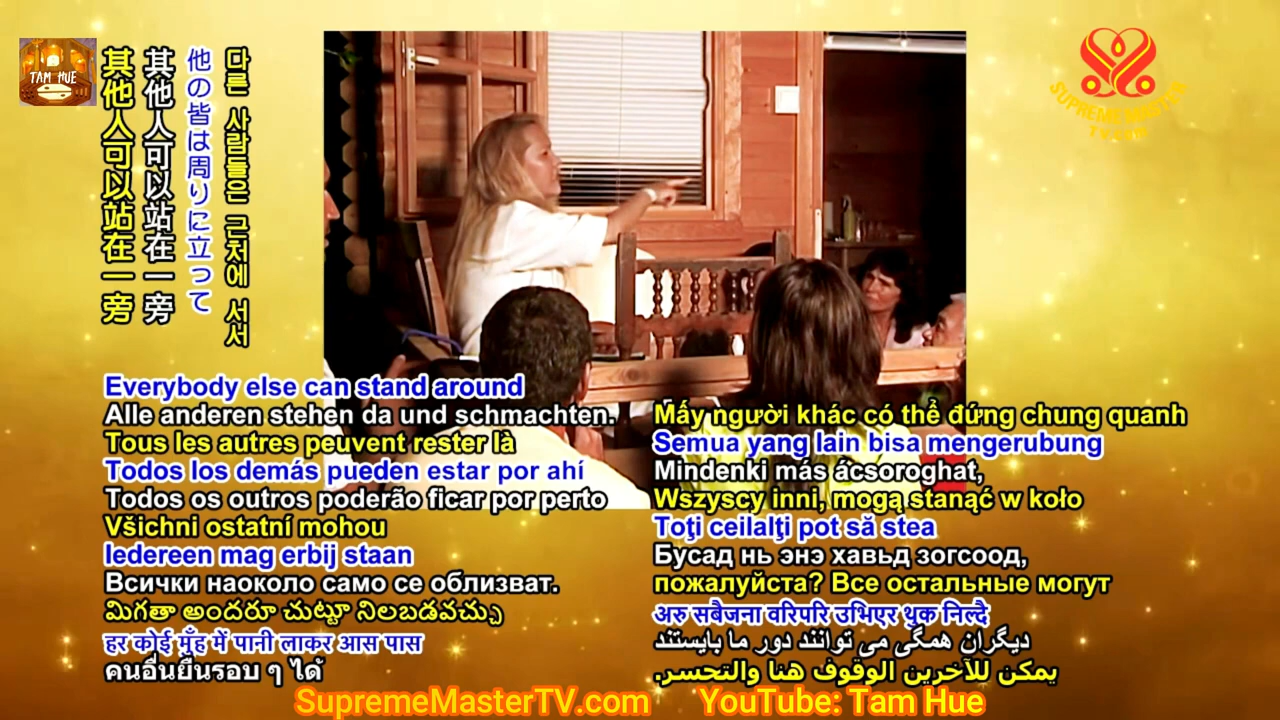 TAM HUE
SUPREME MASTER
TV.COM
其他人可以站在一旁
其他人可以站在一旁
他の皆は周りに立って
다른 사람들은 근처에 서서
Everybody else can stand around
Alle anderen stehen da und schmachten.
Tous les autres peuvent rester là
Todos los demás pueden estar por ahí
Todos os outros poderão ficar por perto
Všichni ostatní mohou
Iedereen mag erbij staan
Всички наоколо само се облизват.
మిగతా అందరూ చుట్టూ నిలబడవచ్చు
हर कोई मुँह में पानी लाकर आस पास
คนอื่นยืนรอบ ๆ ได้
Mấy người khác có thể đứng chung quanh
Semua yang lain bisa mengerubung
Mindenki más ácsoroghat,
Wszyscy inni, mogą stanąć w koło
Toţi ceilalţi pot să stea
Бусад нь энэ хавьд зогсоод,
пожалуйста? Все остальные могут
अरु सबैजना वरिपरि उभिएर थुक निल्दै
دیگران همگی می توانند دور ما بایستند
يمكن للآخرين الوقوف هنا والتحسر.
SupremeMasterTV.com YouTube: Tam Hue